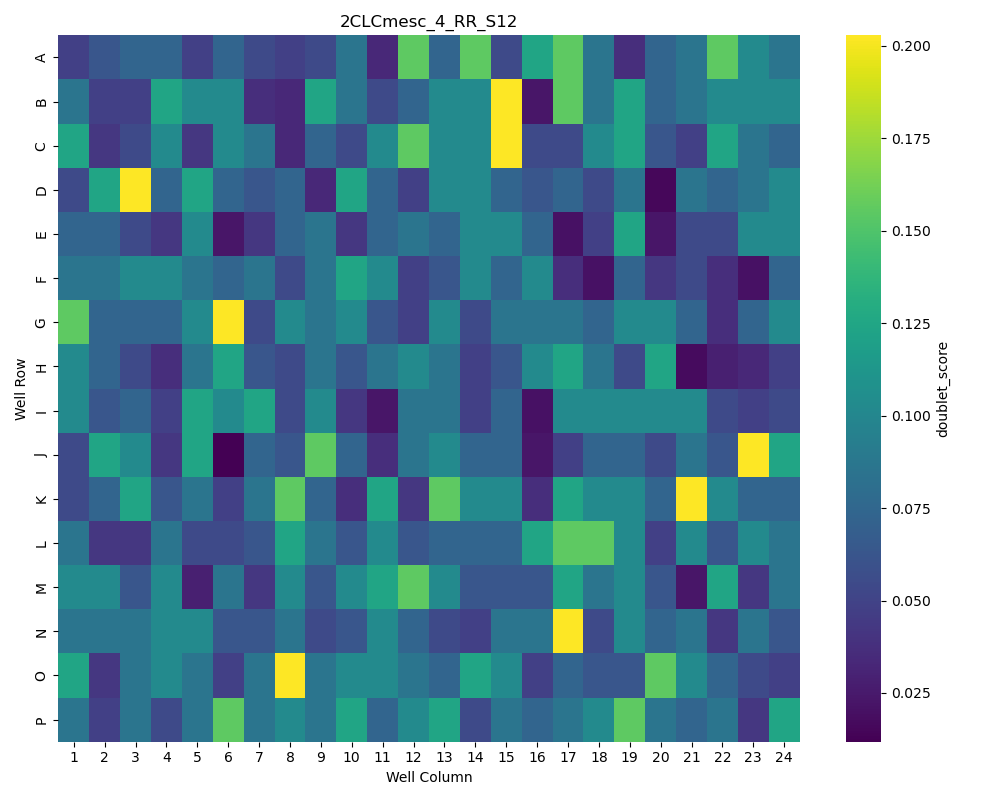 2CLCmesc_4_RR_S12
Well Row
A
B
C
D
E
F
G
H
I
J
K
L
M
N
O
P
1 2 3 4 5 6 7 8 9 10 11 12 13 14 15 16 17 18 19 20 21 22 23 24
Well Column
0.200
0.175
0.150
0.125
0.100
0.075
0.050
0.025
doublet_score